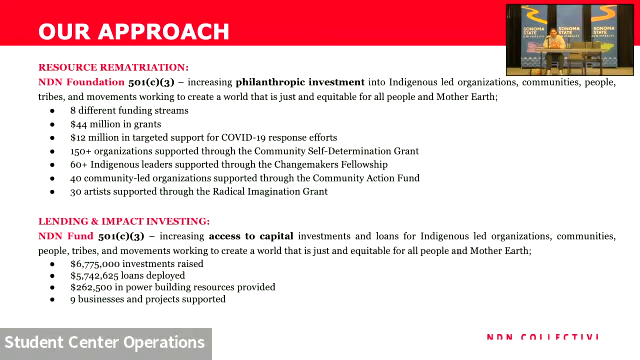 OUR APPROACH
SONOMA
STATE
RESOURCE REMATRIATION:
NDN Foundation 501(c)(3) – increasing philanthropic investment into Indigenous led organizations, communities, people,
tribes, and movements working to create a world that is just and equitable for all people and Mother Earth;
● 8 different funding streams
● $44 million in grants
● $12 million in targeted support for COVID-19 response efforts
● 150+ organizations supported through the Community Self-Determination Grant
● 60+ Indigenous leaders supported through the Changemakers Fellowship
● 40 community-led organizations supported through the Community Action Fund
● 30 artists supported through the Radical Imagination Grant
LENDING & IMPACT INVESTING:
NDN Fund 501(c)(3) – increasing access to capital investments and loans for Indigenous led organizations, communities,
people, tribes, and movements working to create a world that is just and equitable for all people and Mother Earth;
● $6,775,000 investments raised
● $5,742,625 loans deployed
● $262,500 in power building resources provided
● 9 businesses and projects supported
Student Center Operations
NDN COLLECTIVE